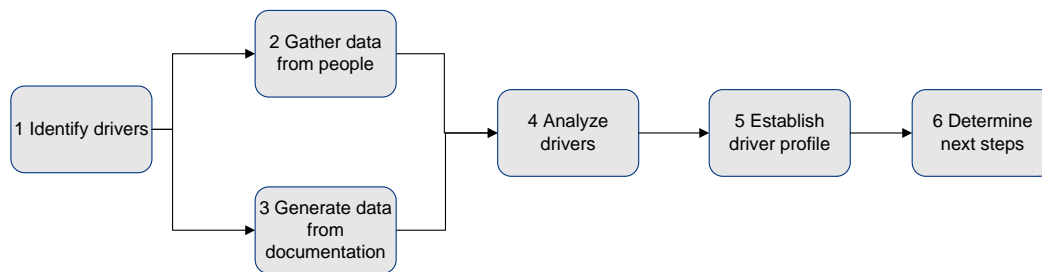 1 Identify drivers
2 Gather data
from people
3 Generate data
from
documentation
4 Analyze
drivers
5 Establish
driver profile
6 Determine
next steps